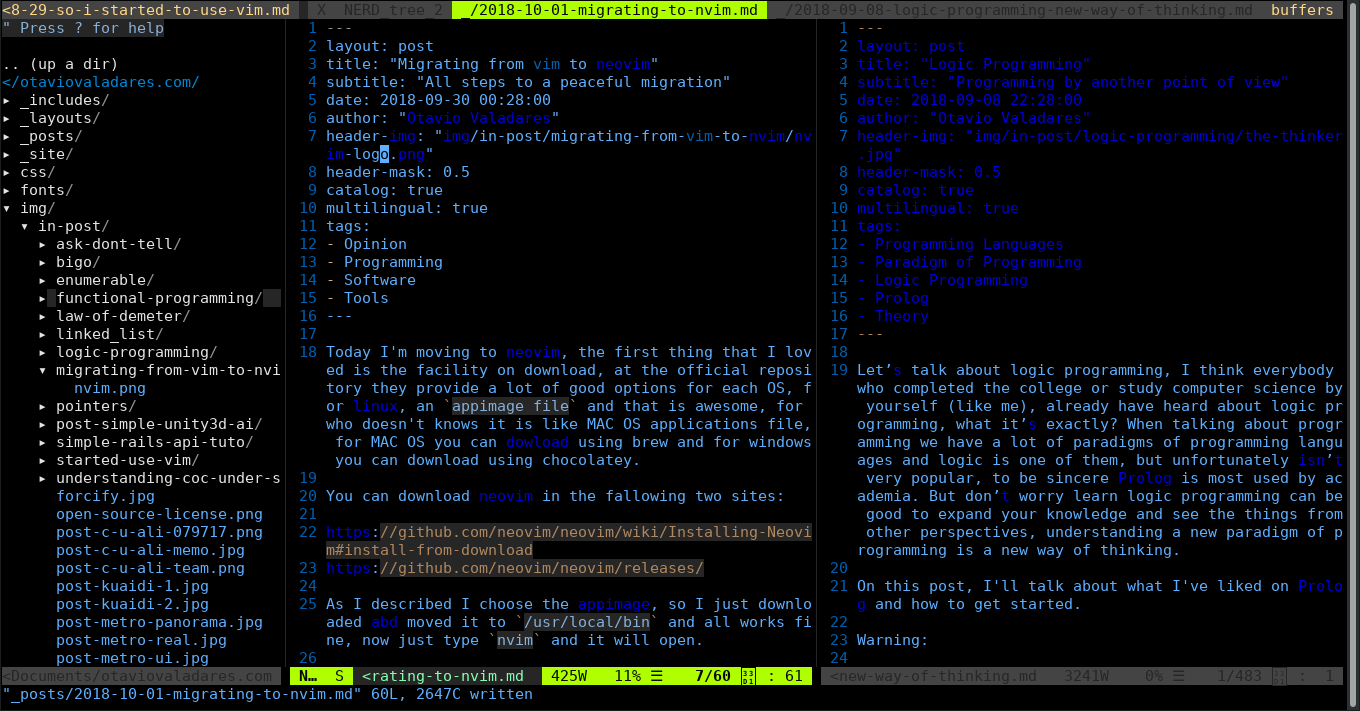 <8-29-so-i-started-to-use-vim.md X NERD_tree_2 _/2018-10-01-migrating-to-nvim.md _/2018-09-08-logic-programming-new-way-of-thinking.md buffers
" Press ? for help
.. (up a dir)
</otaviovaladares.com/
▸ _includes/
▸ _layouts/
▸ _posts/
▸ _site/
▸ css/
▸ fonts/
▾ img/
▾ in-post/
▸ ask-dont-tell/
▸ bigo/
▸ enumerable/
▸ functional-programming/
▸ law-of-demeter/
▸ linked_list/
▸ logic-programming/
▾ migrating-from-vim-to-nvi
nvim.png
▸ pointers/
▸ post-simple-unity3d-ai/
▸ simple-rails-api-tuto/
▸ started-use-vim/
▸ understanding-coc-under-s
forcify.jpg
open-source-license.png
post-c-u-ali-079717.png
post-c-u-ali-memo.jpg
post-c-u-ali-team.png
post-kuaidi-1.jpg
post-kuaidi-2.jpg
post-metro-panorama.jpg
post-metro-real.jpg
post-metro-ui.jpg
<Documents/otaviovaladares.com
1 ---
2 layout: post
3 title: "Migrating from vim to neovim"
4 subtitle: "All steps to a peaceful migration"
5 date: 2018-09-30 00:28:00
6 author: "Otavio Valadares"
7 header-img: "img/in-post/migrating-from-vim-to-nvim/nv
im-logo.png"
8 header-mask: 0.5
9 catalog: true
10 multilingual: true
11 tags:
12 - Opinion
13 - Programming
14 - Software
15 - Tools
16 ---
17
18 Today I'm moving to neovim, the first thing that I lov
ed is the facility on download, at the official reposi
tory they provide a lot of good options for each OS, f
or linux, an `appimage file` and that is awesome, for
who doesn't knows it is like MAC OS applications file,
for MAC OS you can dowload using brew and for windows
you can download using chocolatey.
19
20 You can download neovim in the fallowing two sites:
21
22 https://github.com/neovim/neovim/wiki/Installing-Neovi
m#install-from-download
23 https://github.com/neovim/neovim/releases/
24
25 As I described I choose the appimage, so I just downlo
aded abd moved it to `/usr/local/bin` and all works fi
ne, now just type `nvim` and it will open.
26
N… S <rating-to-nvim.md 425W 11% ☰ 7/60 : 61
1 ---
2 layout: post
3 title: "Logic Programming"
4 subtitle: "Programming by another point of view"
5 date: 2018-09-08 22:28:00
6 author: "Otavio Valadares"
7 header-img: "img/in-post/logic-programming/the-thinker
.jpg"
8 header-mask: 0.5
9 catalog: true
10 multilingual: true
11 tags:
12 - Programming Languages
13 - Paradigm of Programming
14 - Logic Programming
15 - Prolog
16 - Theory
17 ---
18
19 Let’s talk about logic programming, I think everybody
who completed the college or study computer science by
yourself (like me), already have heard about logic pr
ogramming, what it’s exactly? When talking about progr
amming we have a lot of paradigms of programming langu
ages and logic is one of them, but unfortunately isn’t
very popular, to be sincere Prolog is most used by ac
ademia. But don’t worry learn logic programming can be
good to expand your knowledge and see the things from
other perspectives, understanding a new paradigm of p
rogramming is a new way of thinking.
20
21 On this post, I'll talk about what I've liked on Prolo
g and how to get started.
22
23 Warning:
24
<new-way-of-thinking.md 3241W 0% ☰ 1/483 : 1
"_posts/2018-10-01-migrating-to-nvim.md" 60L, 2647C written